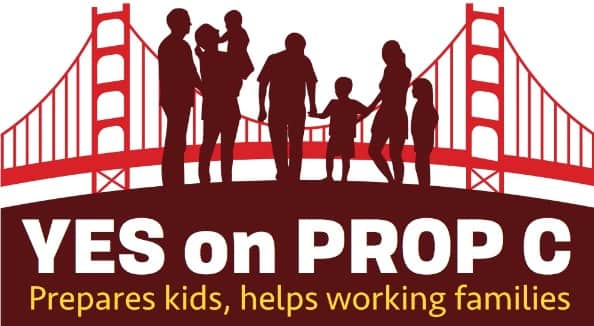 YES on PROP C
Prepares kids, helps working families